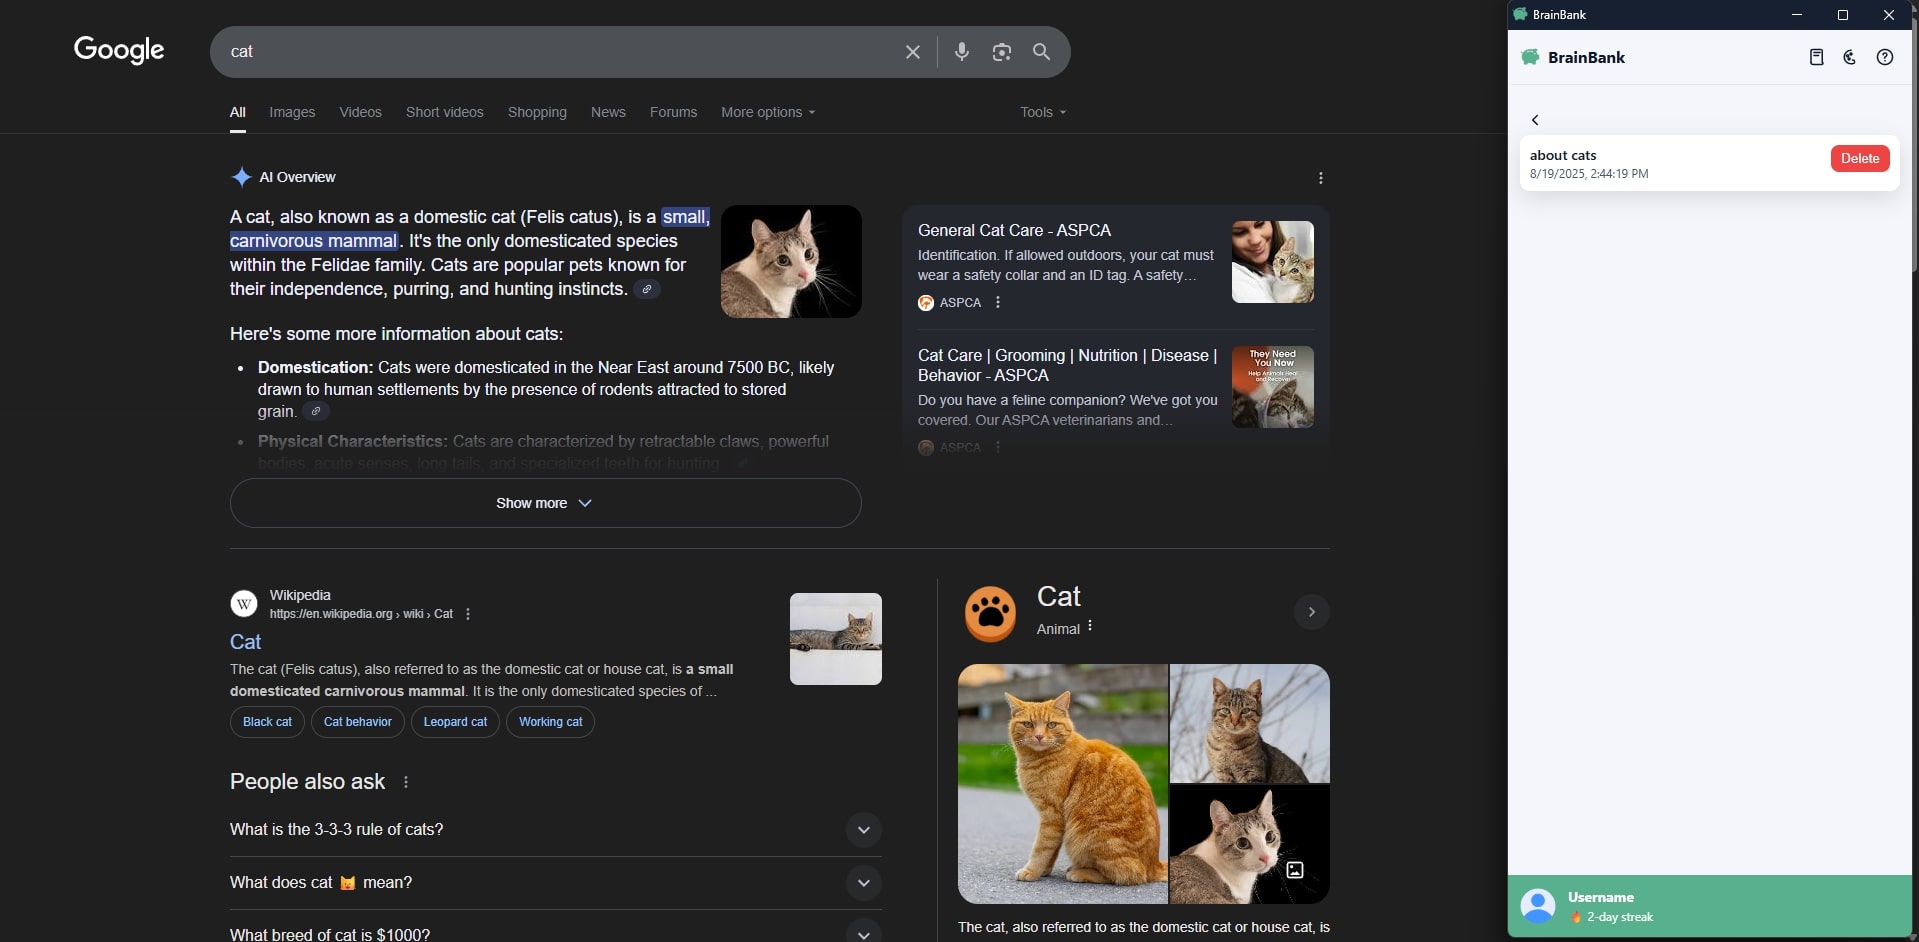 Google
cat
All Images Videos Short videos Shopping News Forums More options Tools
AI Overview
A cat, also known as a domestic cat (Felis catus), is a small,
carnivorous mammal. It's the only domesticated species
within the Felidae family. Cats are popular pets known for
their independence, purring, and hunting instincts.
Here's some more information about cats:
• Domestication: Cats were domesticated in the Near East around 7500 BC, likely
drawn to human settlements by the presence of rodents attracted to stored
grain.
• Physical Characteristics: Cats are characterized by retractable claws, powerful
bodies, acute senses, long tails, and specialized teeth for hunting
Show more
General Cat Care - ASPCA
Identification. If allowed outdoors, your cat must
wear a safety collar and an ID tag. A safety...
ASPCA
Cat Care | Grooming | Nutrition | Disease |
Behavior - ASPCA
Do you have a feline companion? We've got you
covered. Our ASPCA veterinarians and...
ASPCA
They Need
You Now
Help Animals Heal
and Recover
W
Wikipedia
https://en.wikipedia.org › wiki › Cat
Cat
The cat (Felis catus), also referred to as the domestic cat or house cat, is a small
domesticated carnivorous mammal. It is the only domesticated species of ...
Black cat Cat behavior Leopard cat Working cat
People also ask
What is the 3-3-3 rule of cats?
What does cat 😼 mean?
What breed of cat is $1000?
Cat
Animal
The cat, also referred to as the domestic cat or house cat, is
BrainBank
BrainBank
about cats
8/19/2025, 2:44:19 PM
Delete
Username
🔥 2-day streak